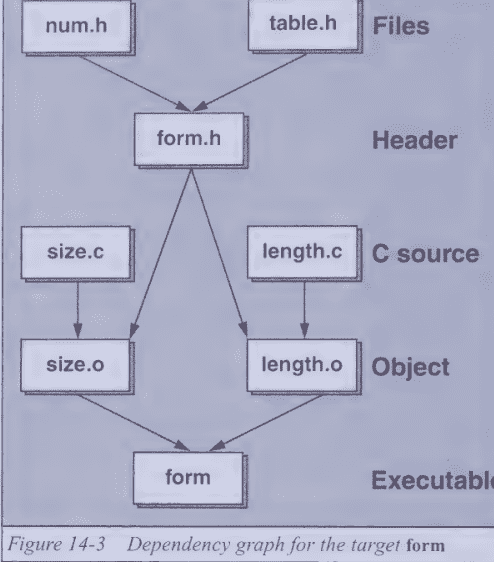 num.h table.h Files
form.h Header
size.c length.c C source
size.o length.o Object
form Executable
Figure 14-3 Dependency graph for the target form